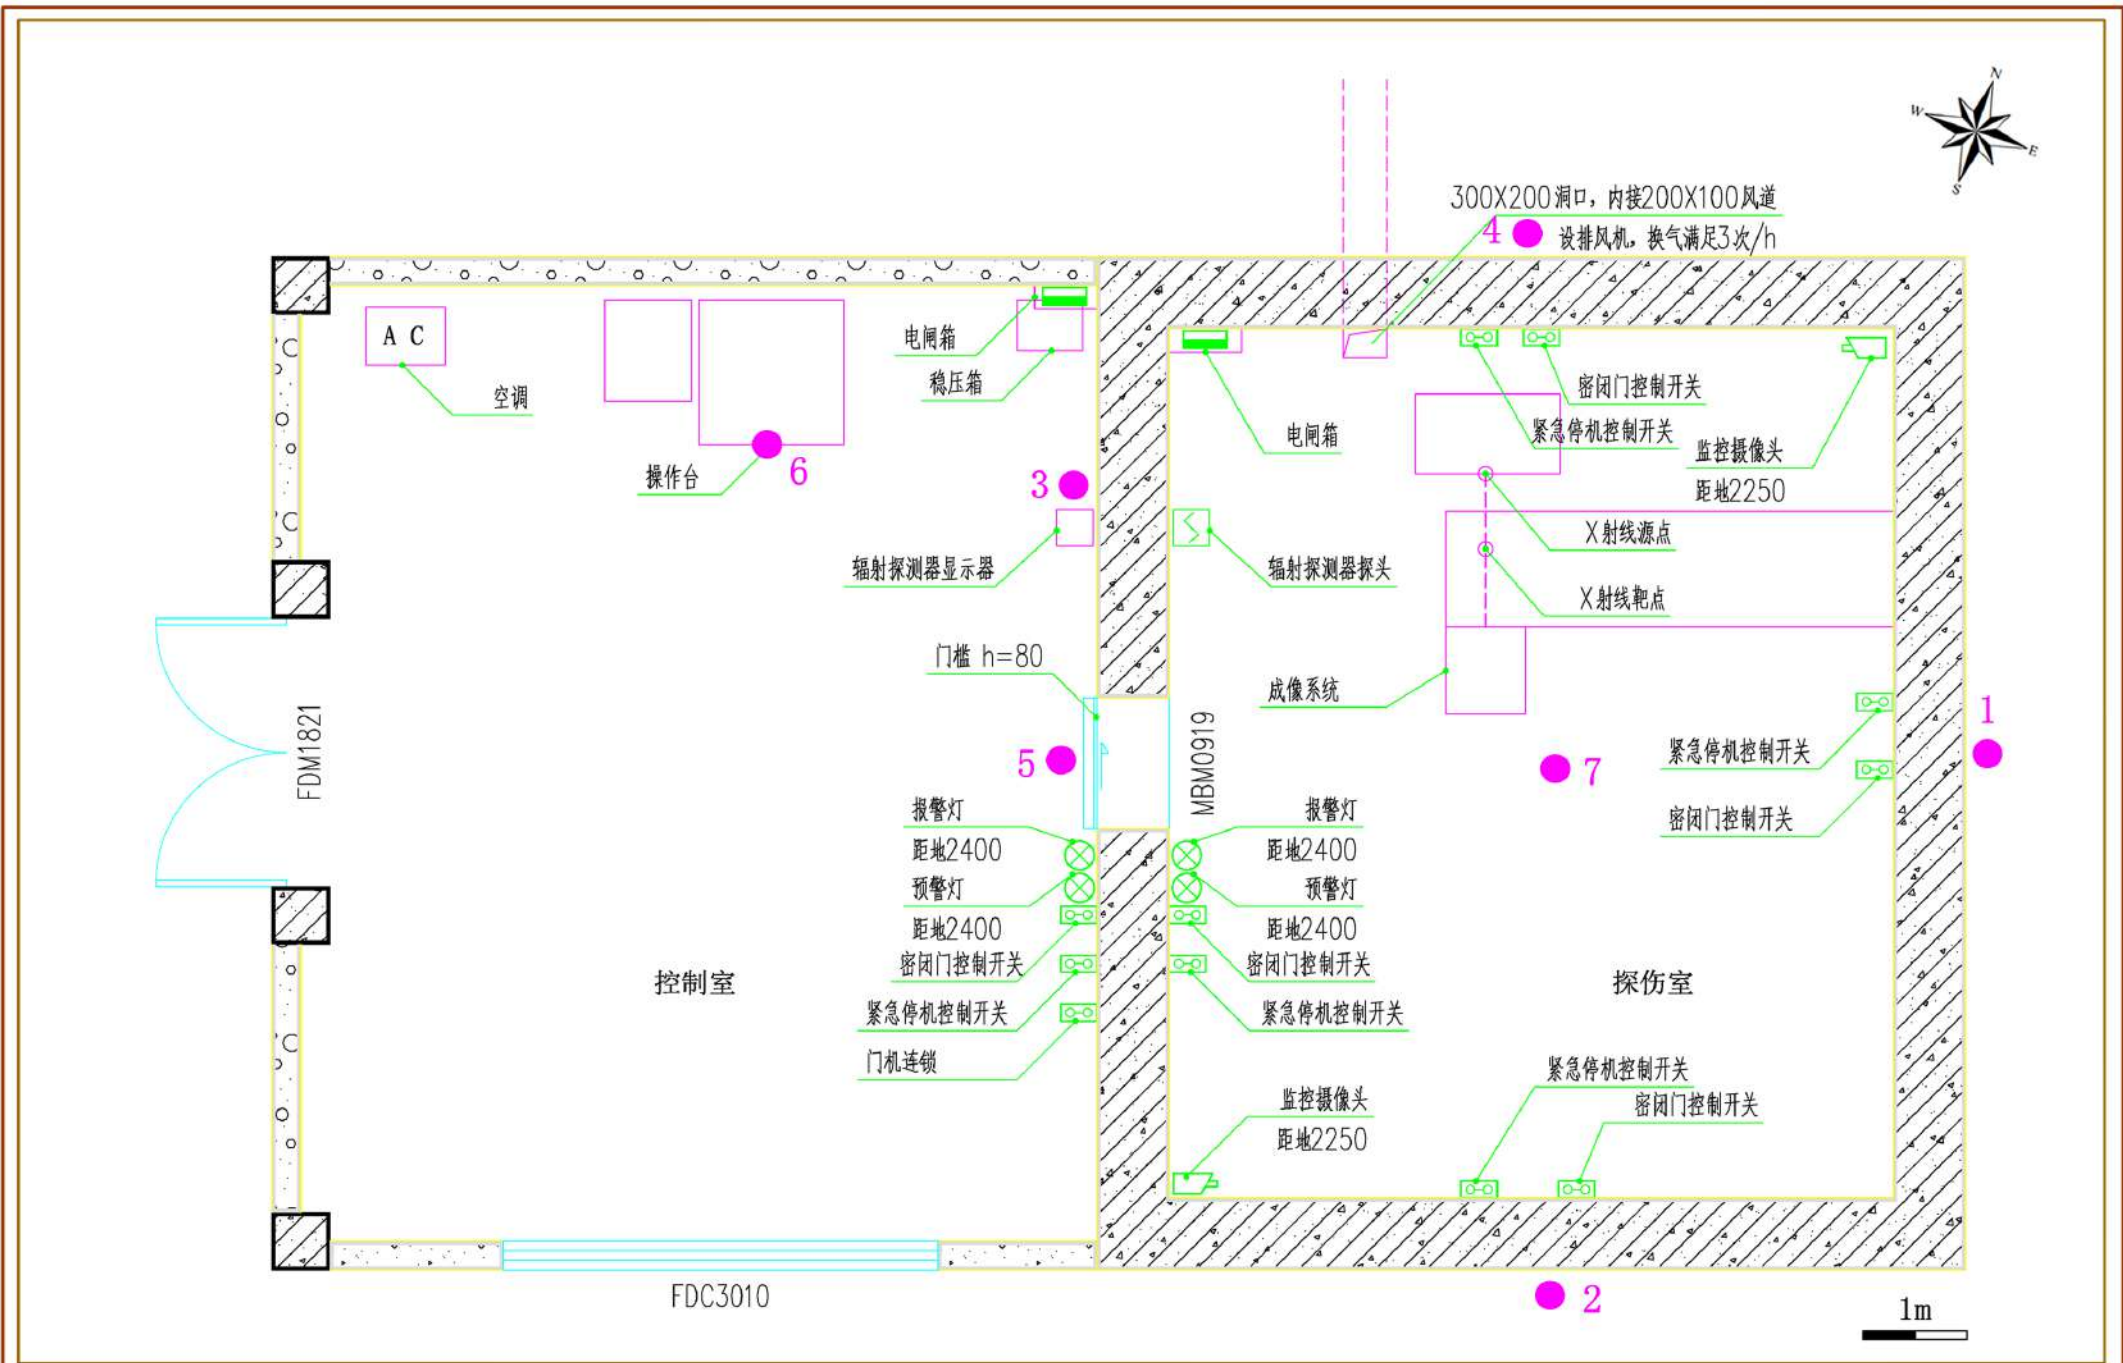 N
W
E
S
300X200洞口，内接200X100风道
4
设排风机，换气满足3次/h
A C
空调
电闸箱
稳压箱
操作台
6
3
辐射探测器显示器
门槛 h=80
FDM1821
5
报警灯
距地2400
预警灯
距地2400
密闭门控制开关
紧急停机控制开关
门机连锁
控制室
FDC3010
电闸箱
密闭门控制开关
紧急停机控制开关
监控摄像头
距地2250
X射线源点
辐射探测器探头
X射线靶点
成像系统
MBM0919
1
紧急停机控制开关
7
密闭门控制开关
报警灯
距地2400
预警灯
距地2400
密闭门控制开关
紧急停机控制开关
探伤室
紧急停机控制开关
密闭门控制开关
监控摄像头
距地2250
2
1m